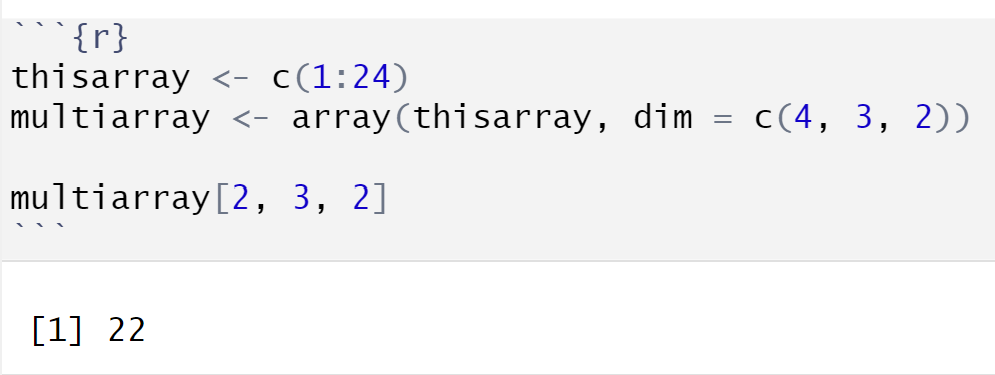 ```{r}
thisarray <- c(1:24)
multiarray <- array(thisarray, dim = c(4, 3, 2))
multiarray[2, 3, 2]
```
[1] 22